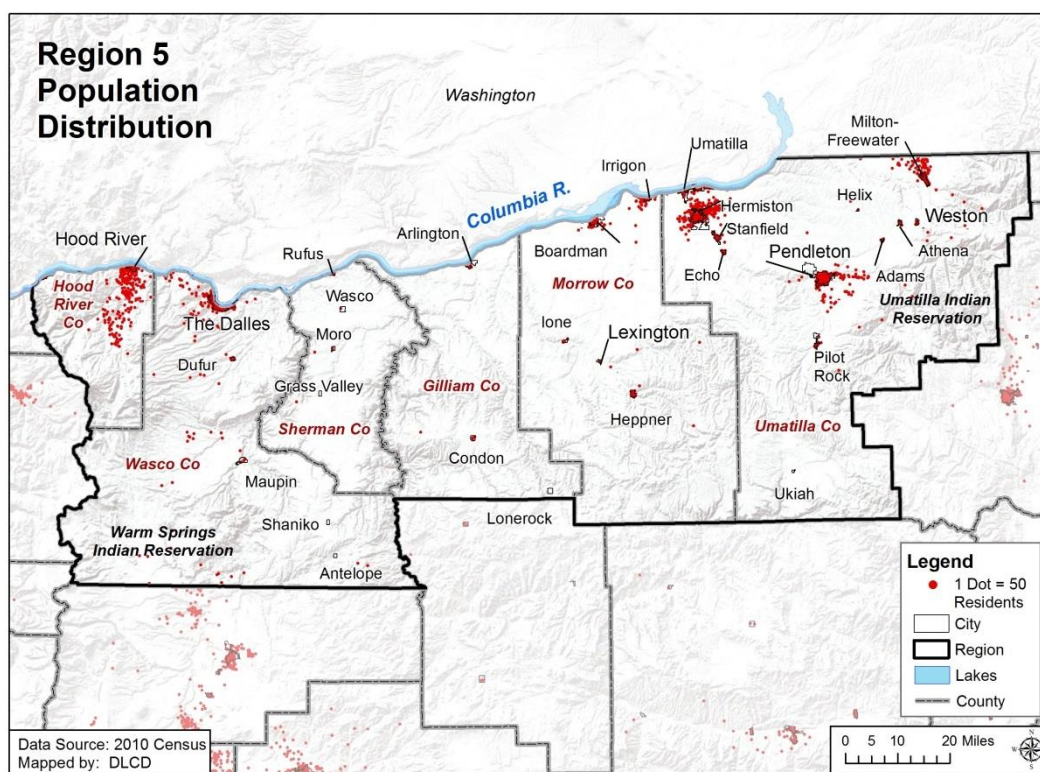 Region 5
Population
Distribution
Washington
Columbia R.
Milton-
Freewater
Umatilla
Irrigon
Helix
Hermiston
Weston
Stanfield
Athena
Hood River
Rufus
Arlington
Boardman
Echo
Pendleton
Adams
Hood
River
Co
Wasco
Morrow Co
Umatilla Indian
Reservation
The Dalles
Moro
Ione
Lexington
Dufur
Pilot
Rock
Grass Valley
Gilliam Co
Heppner
Sherman Co
Umatilla Co
Wasco Co
Condon
Maupin
Ukiah
Shaniko
Lonerock
Warm Springs
Indian Reservation
Antelope
Legend
1 Dot = 50
Residents
City
Region
Lakes
County
Data Source: 2010 Census
Mapped by: DLCD
0 5 10 20 Miles
N
W E
S